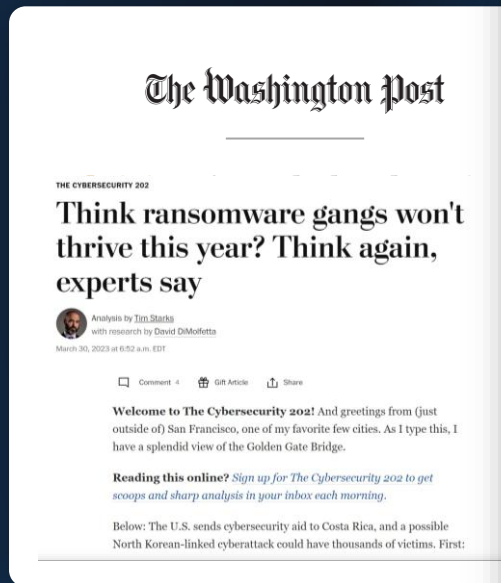 The Washington Post
THE CYBERSECURITY 202
Think ransomware gangs won't
thrive this year? Think again,
experts say
Analysis by Tim Starks
with research by David DiMolfetta
March 30, 2023 at 6:52 a.m. EDT
Comment 4 Gift Article Share
Welcome to The Cybersecurity 202! And greetings from (just
outside of) San Francisco, one of my favorite few cities. As I type this, I
have a splendid view of the Golden Gate Bridge.
Reading this online? Sign up for The Cybersecurity 202 to get
scoops and sharp analysis in your inbox each morning.
Below: The U.S. sends cybersecurity aid to Costa Rica, and a possible
North Korean-linked cyberattack could have thousands of victims. First: